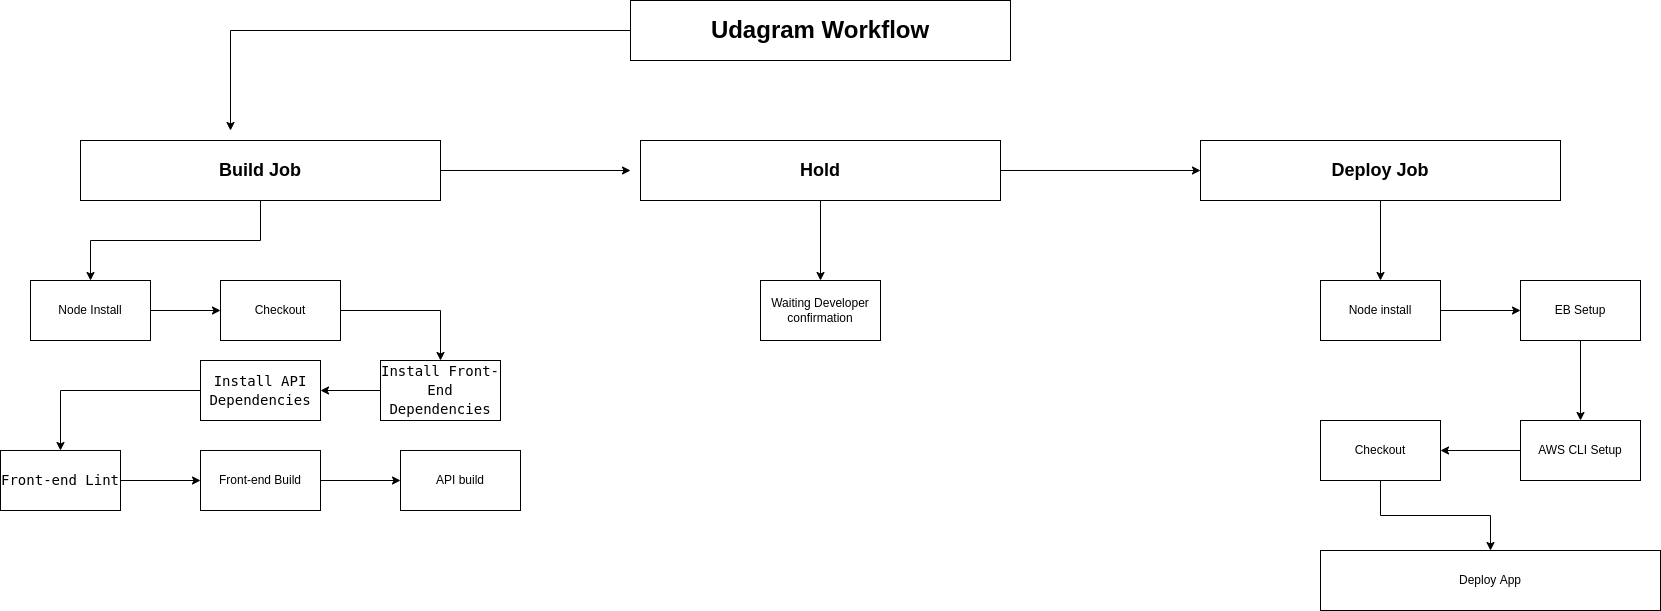 Udagram Workflow
Build Job
Hold
Deploy Job
Node Install
Checkout
Waiting Developer
confirmation
Node install
EB Setup
Install API
Dependencies
Install Front-
End
Dependencies
Checkout
AWS CLI Setup
Front-end Lint
Front-end Build
API build
Deploy App